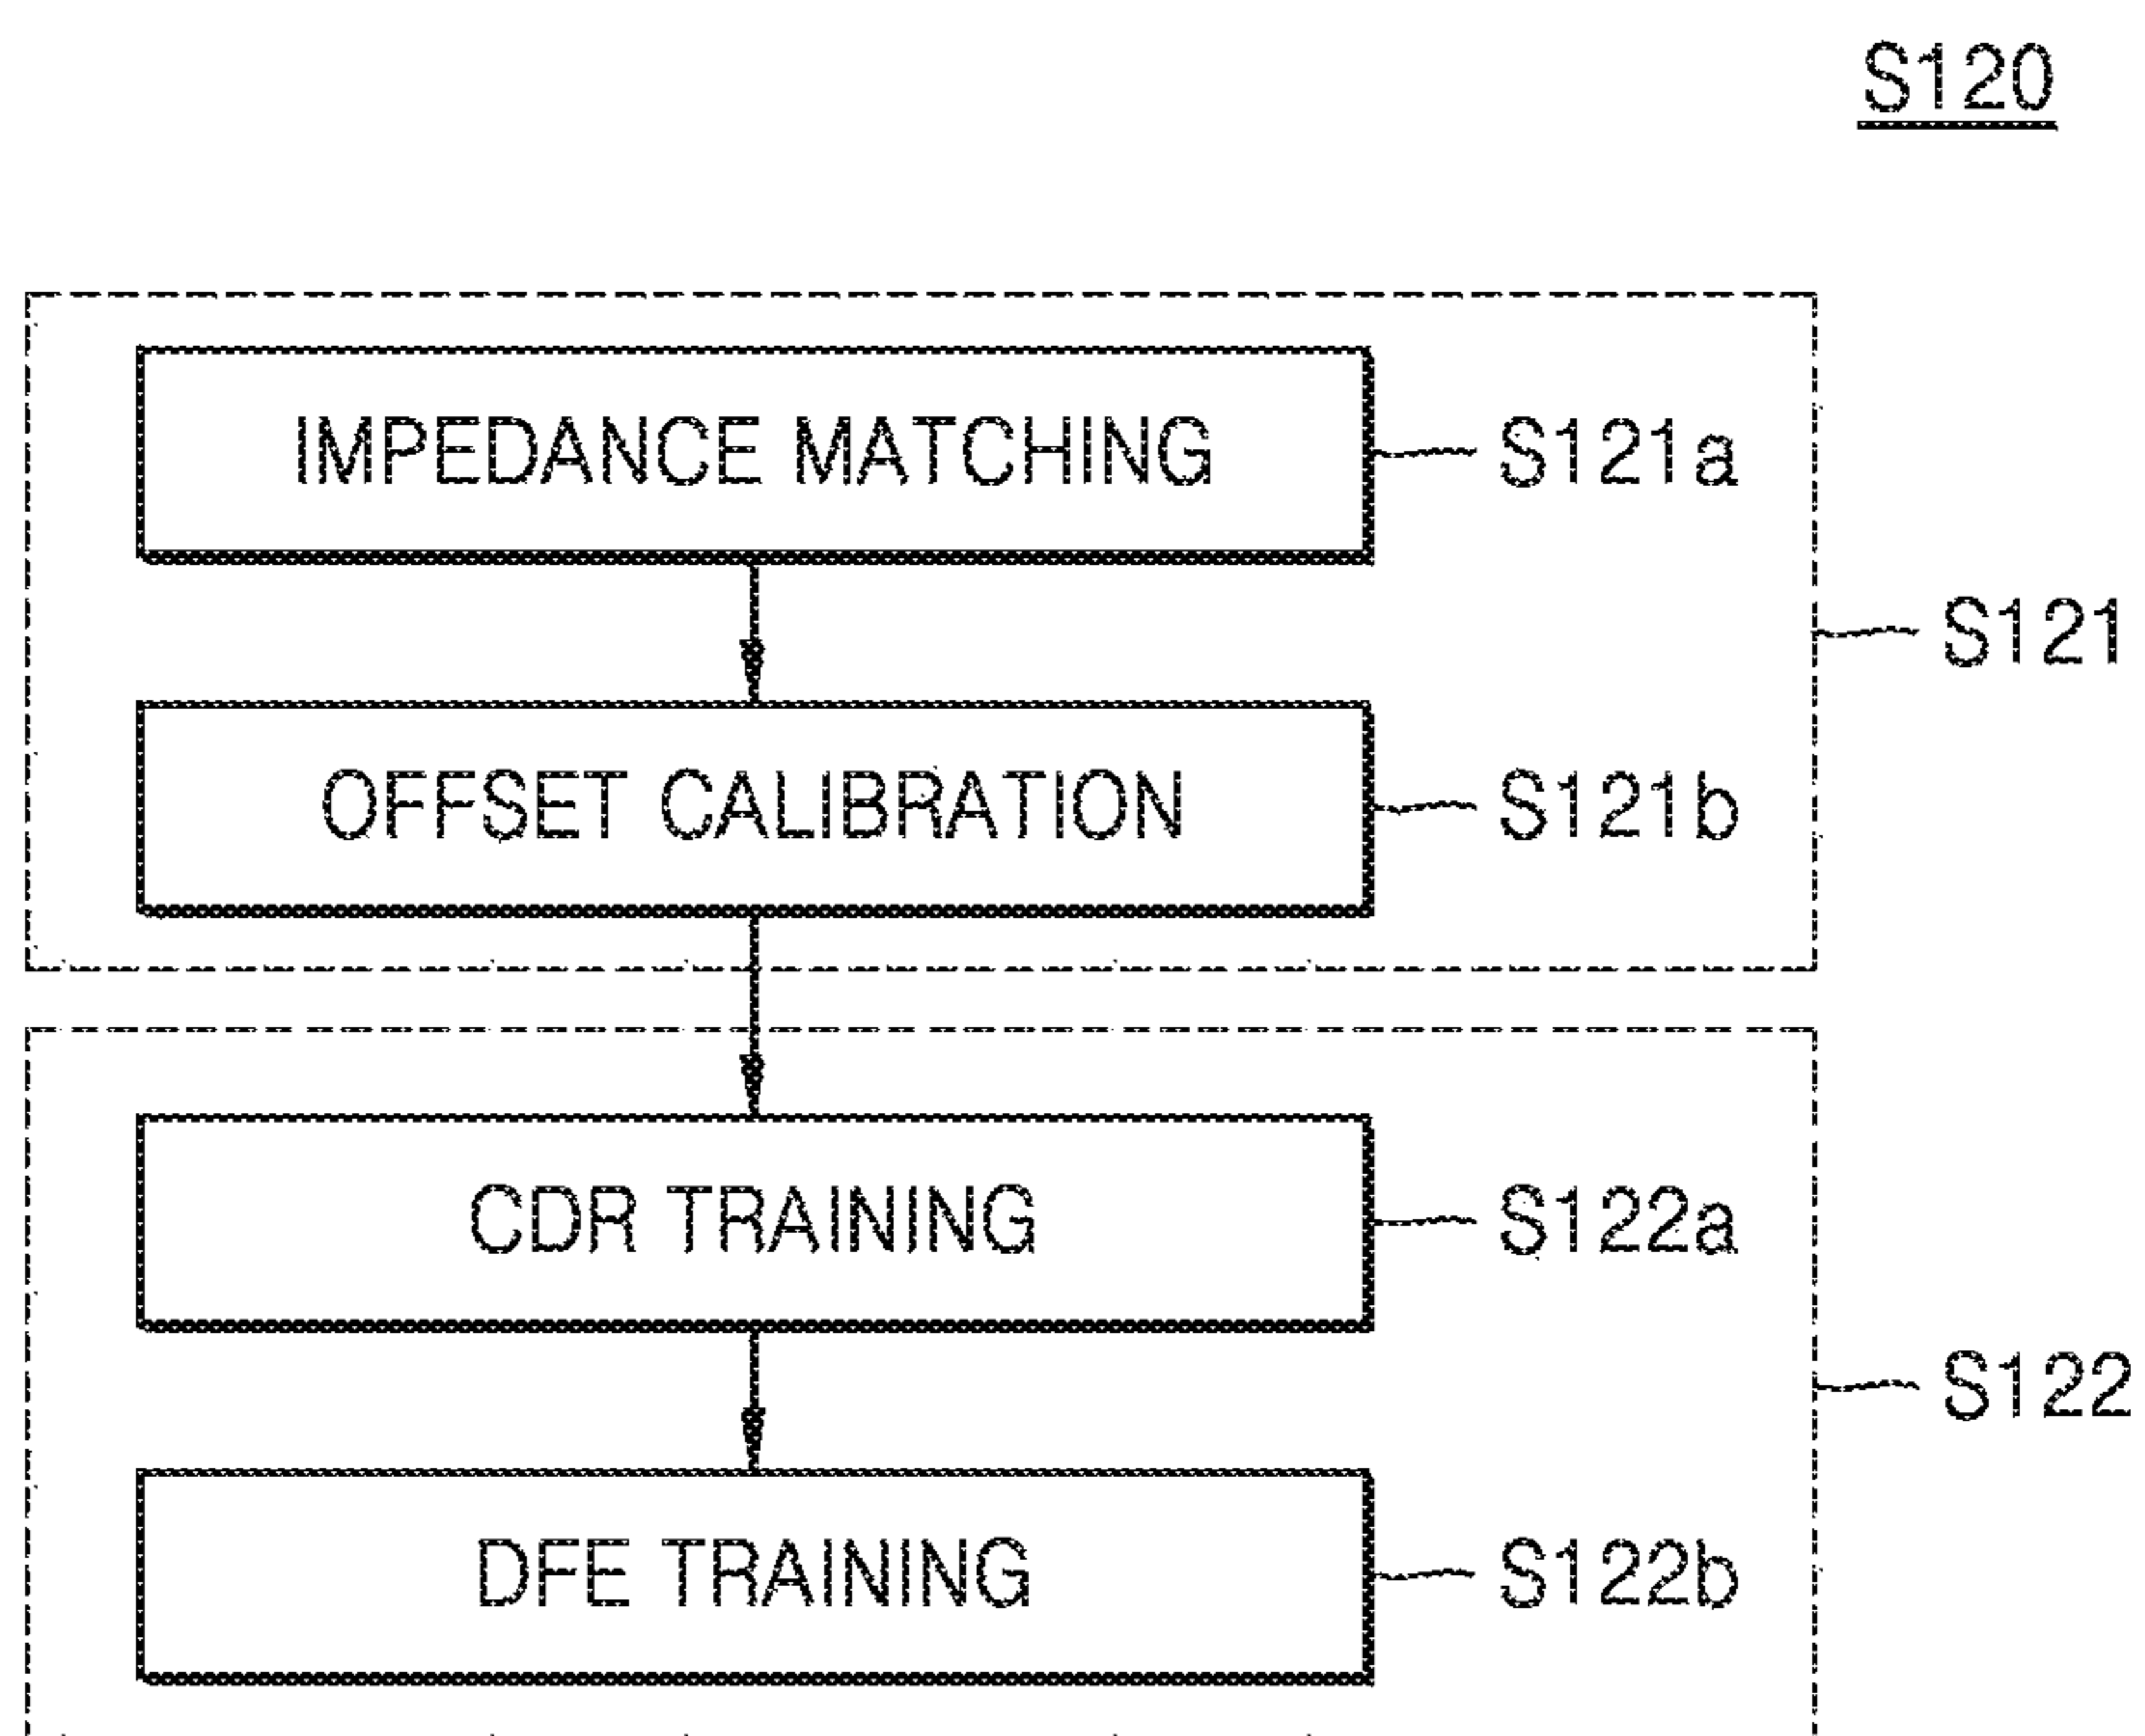 S120
IMPEDANCE MATCHING
S121a
S121
OFFSET CALIBRATION
S121b
CDR TRAINING
S122a
S122
DFE TRAINING
S122b